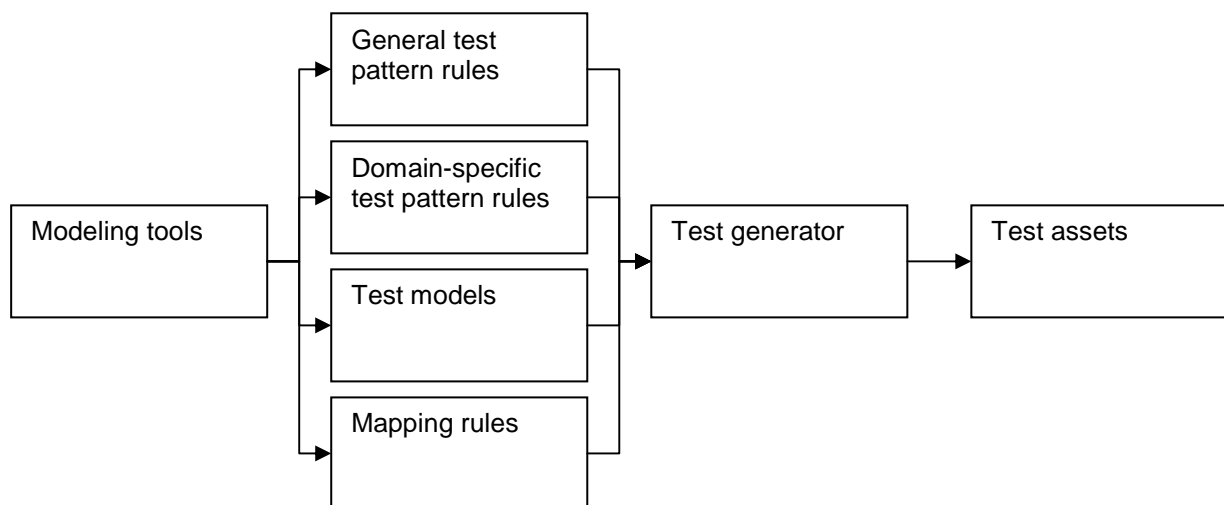 General test
pattern rules
Domain-specific
test pattern rules
Modeling tools
Test generator
Test assets
Test models
Mapping rules